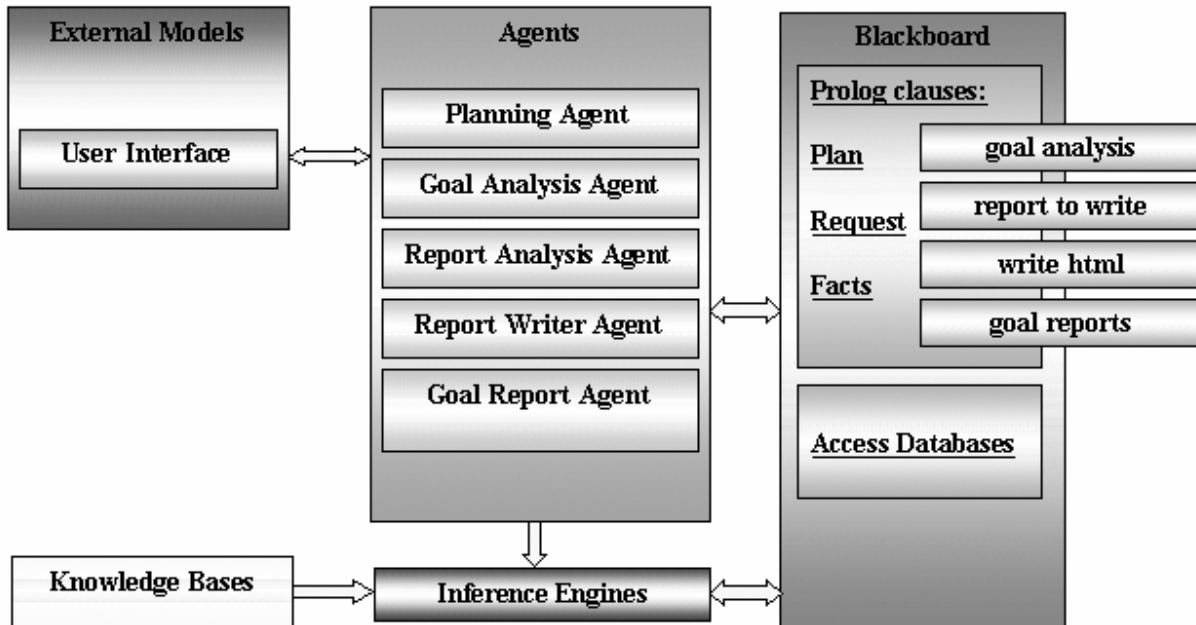 External Models
User Interface
Agents
Planning Agent
Goal Analysis Agent
Report Analysis Agent
Report Writer Agent
Goal Report Agent
Blackboard
Prolog clauses:
Plan
Request
Facts
goal analysis
report to write
write html
goal reports
Access Databases
Knowledge Bases
Inference Engines